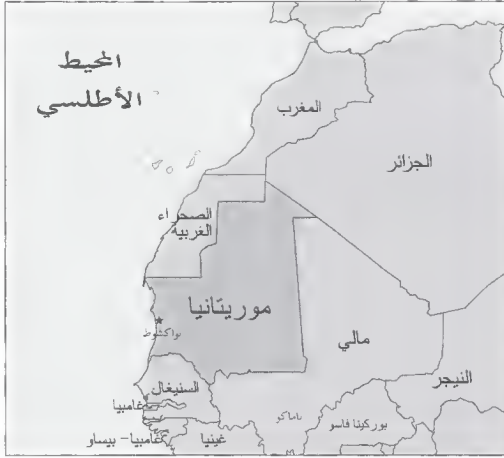 المحيط
الأطلسي
المغرب
الجزائر
الصحراء
الغربية
موريتانيا
نواكشوط
مالي
النيجر
السنيغال
غامبيا
باماكو
بوركينا فاسو
غامبيا - بيساو
غينيا